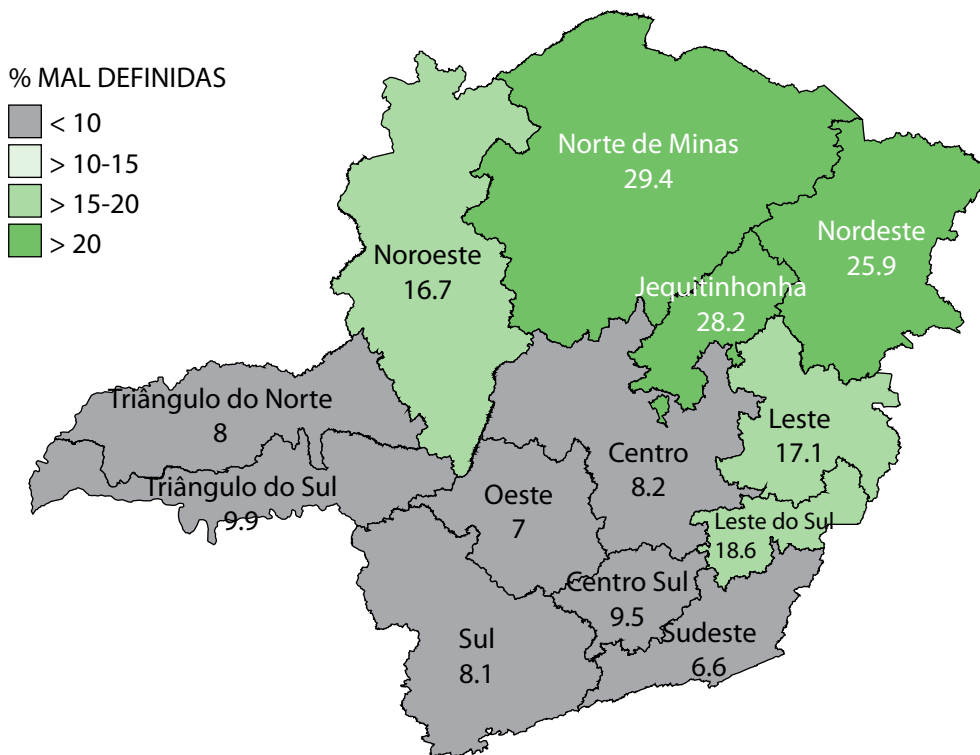 % MAL DEFINIDAS
< 10
> 10-15
> 15-20
> 20
Norte de Minas
29.4
Nordeste
25.9
Noroeste
16.7
Jequitinhonha
28.2
Triângulo do Norte
8
Leste
17.1
Centro
8.2
Triângulo do Sul
9.9
Oeste
7
Leste do Sul
18.6
Centro Sul
9.5
Sul
8.1
Sudeste
6.6